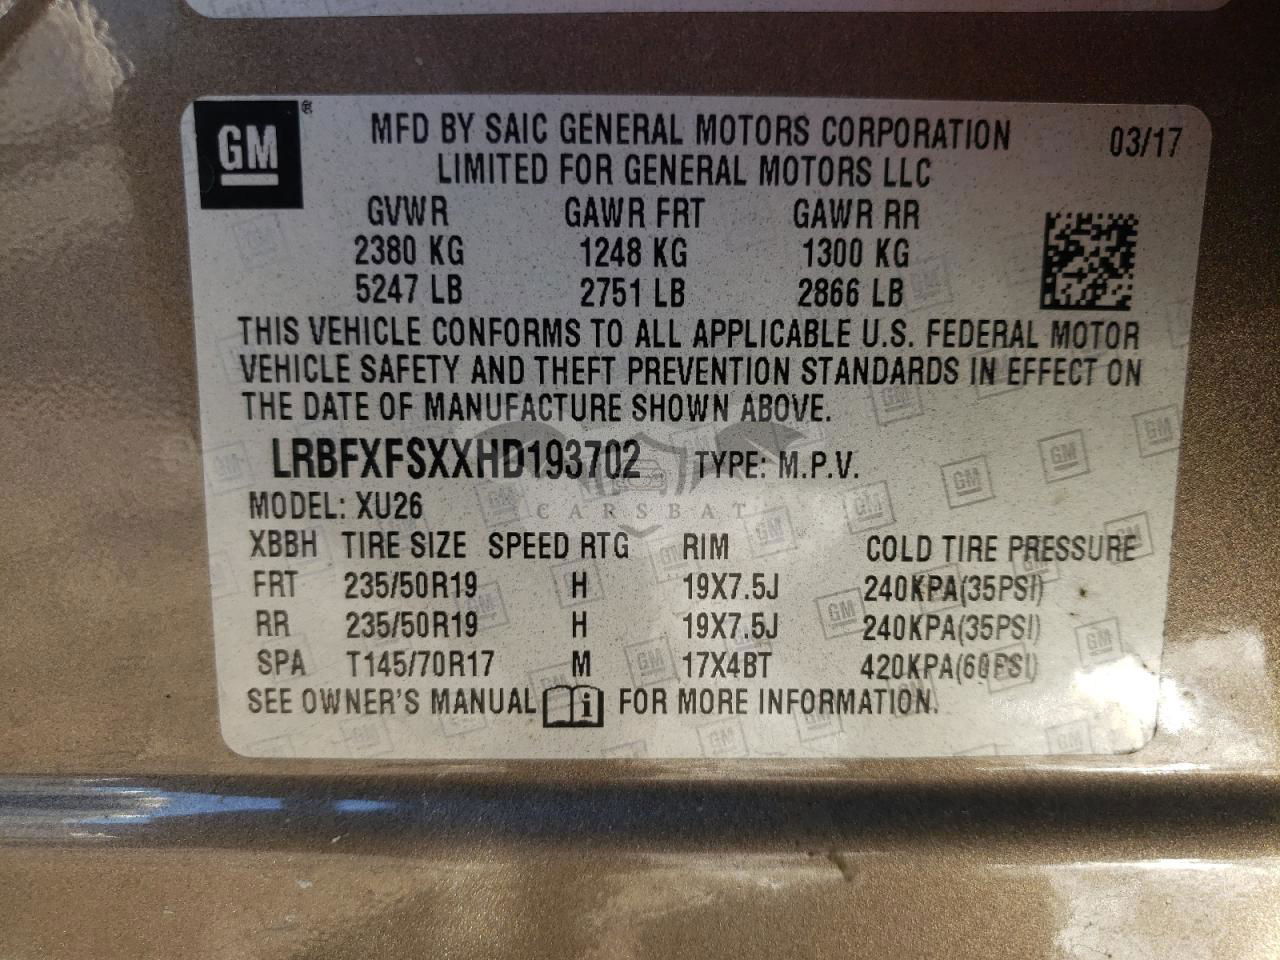 GM ®
MFD BY SAIC GENERAL MOTORS CORPORATION
LIMITED FOR GENERAL MOTORS LLC
03/17
GVWR GAWR FRT GAWR RR
2380 KG 1248 KG 1300 KG
5247 LB 2751 LB 2866 LB
THIS VEHICLE CONFORMS TO ALL APPLICABLE U.S. FEDERAL MOTOR
VEHICLE SAFETY AND THEFT PREVENTION STANDARDS IN EFFECT ON
THE DATE OF MANUFACTURE SHOWN ABOVE.
LRBFXFSXXHD193702 TYPE: M.P.V.
MODEL: XU26
CARSBAT
XBBH TIRE SIZE SPEED RTG RIM COLD TIRE PRESSURE
FRT 235/50R19 H 19X7.5J 240KPA(35PSI)
RR 235/50R19 H 19X7.5J 240KPA(35PSI)
SPA T145/70R17 M 17X4BT 420KPA(60PSI)
SEE OWNER'S MANUAL i FOR MORE INFORMATION.